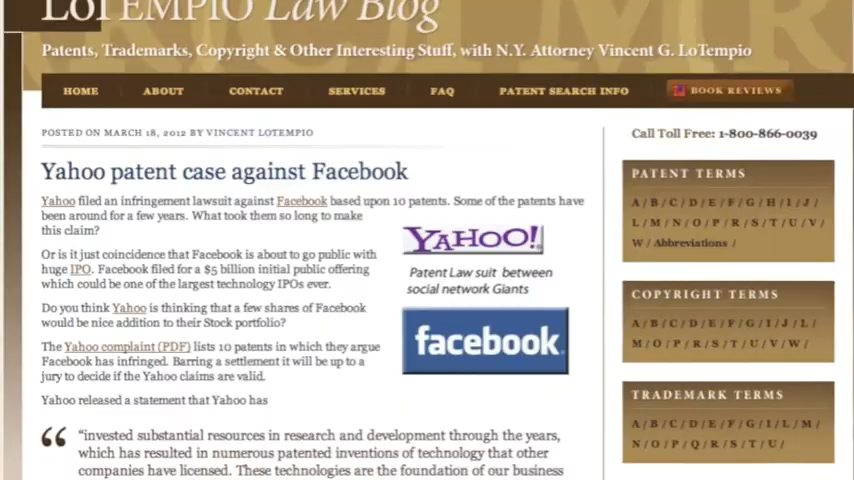 LoTempio Law Blog
Patents, Trademarks, Copyright & Other Interesting Stuff, with N.Y. Attorney Vincent G. LoTempio
HOME ABOUT CONTACT SERVICES FAQ PATENT SEARCH INFO BOOK REVIEWS
POSTED ON MARCH 18, 2012 BY VINCENT LOTEMPIO
Yahoo patent case against Facebook
Yahoo filed an infringement lawsuit against Facebook based upon 10 patents. Some of the patents have
been around for a few years. What took them so long to make
this claim?
Or is it just coincidence that Facebook is about to go public with
huge IPO. Facebook filed for a $5 billion initial public offering
which could be one of the largest technology IPOs ever.
Do you think Yahoo is thinking that a few shares of Facebook
would be nice addition to their Stock portfolio?
The Yahoo complaint (PDF) lists 10 patents in which they argue
Facebook has infringed. Barring a settlement it will be up to a
jury to decide if the Yahoo claims are valid.
Yahoo released a statement that Yahoo has
“invested substantial resources in research and development through the years,
which has resulted in numerous patented inventions of technology that other
companies have licensed. These technologies are the foundation of our business
YAHOO!
Patent Law suit between
social network Giants
facebook
Call Toll Free: 1-800-866-0039
PATENT TERMS
A / B / C / D / E / F / G / H / I / J /
L / M / N / O / P / R / S / T / U / V /
W / Abbreviations /
COPYRIGHT TERMS
A / B / C / D / E / F / G / I / J / L /
M / O / P / R / S / T / U / V / W /
TRADEMARK TERMS
A / B / C / D / E / F / G / I / L / M /
N / O / P / Q / R / S / T / U /